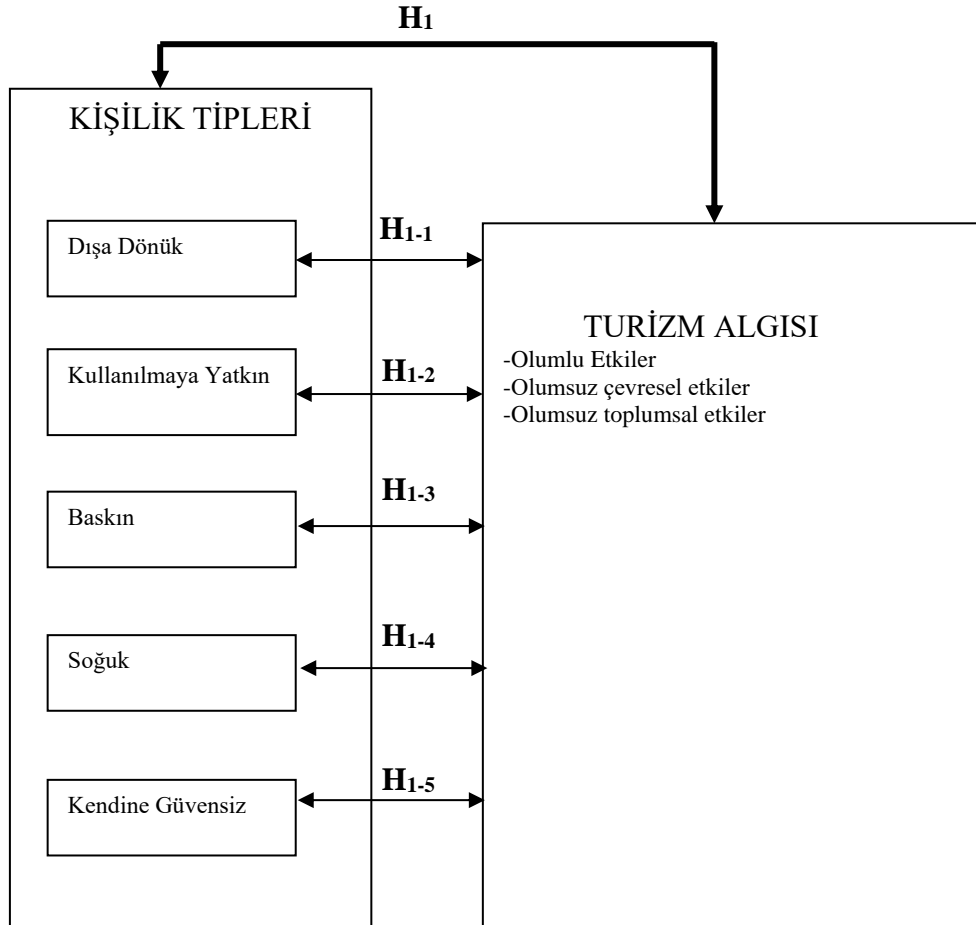 H1
KİŞİLİK TİPLERİ
Dışa Dönük
H1-1
Kullanılmaya Yatkın
H1-2
Baskın
H1-3
Soğuk
H1-4
Kendine Güvensiz
H1-5
TURİZM ALGISI
-Olumlu Etkiler
-Olumsuz çevresel etkiler
-Olumsuz toplumsal etkiler